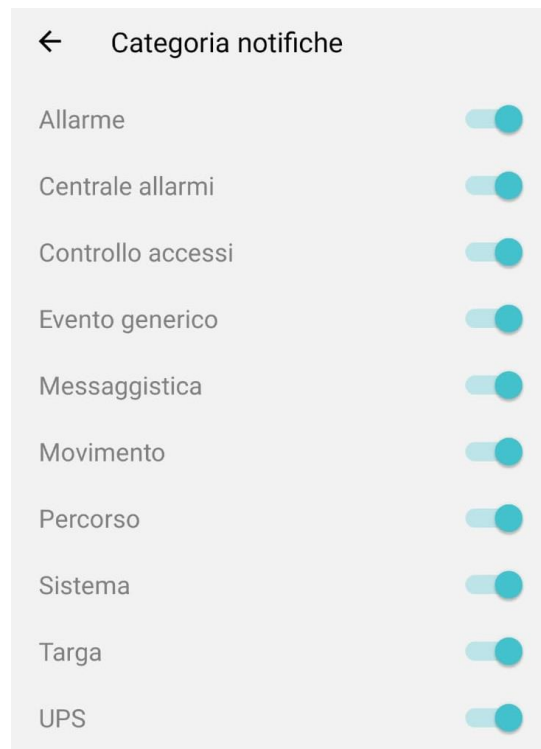 Categoria notifiche
Allarme
Centrale allarmi
Controllo accessi
Evento generico
Messaggistica
Movimento
Percorso
Sistema
Targa
UPS